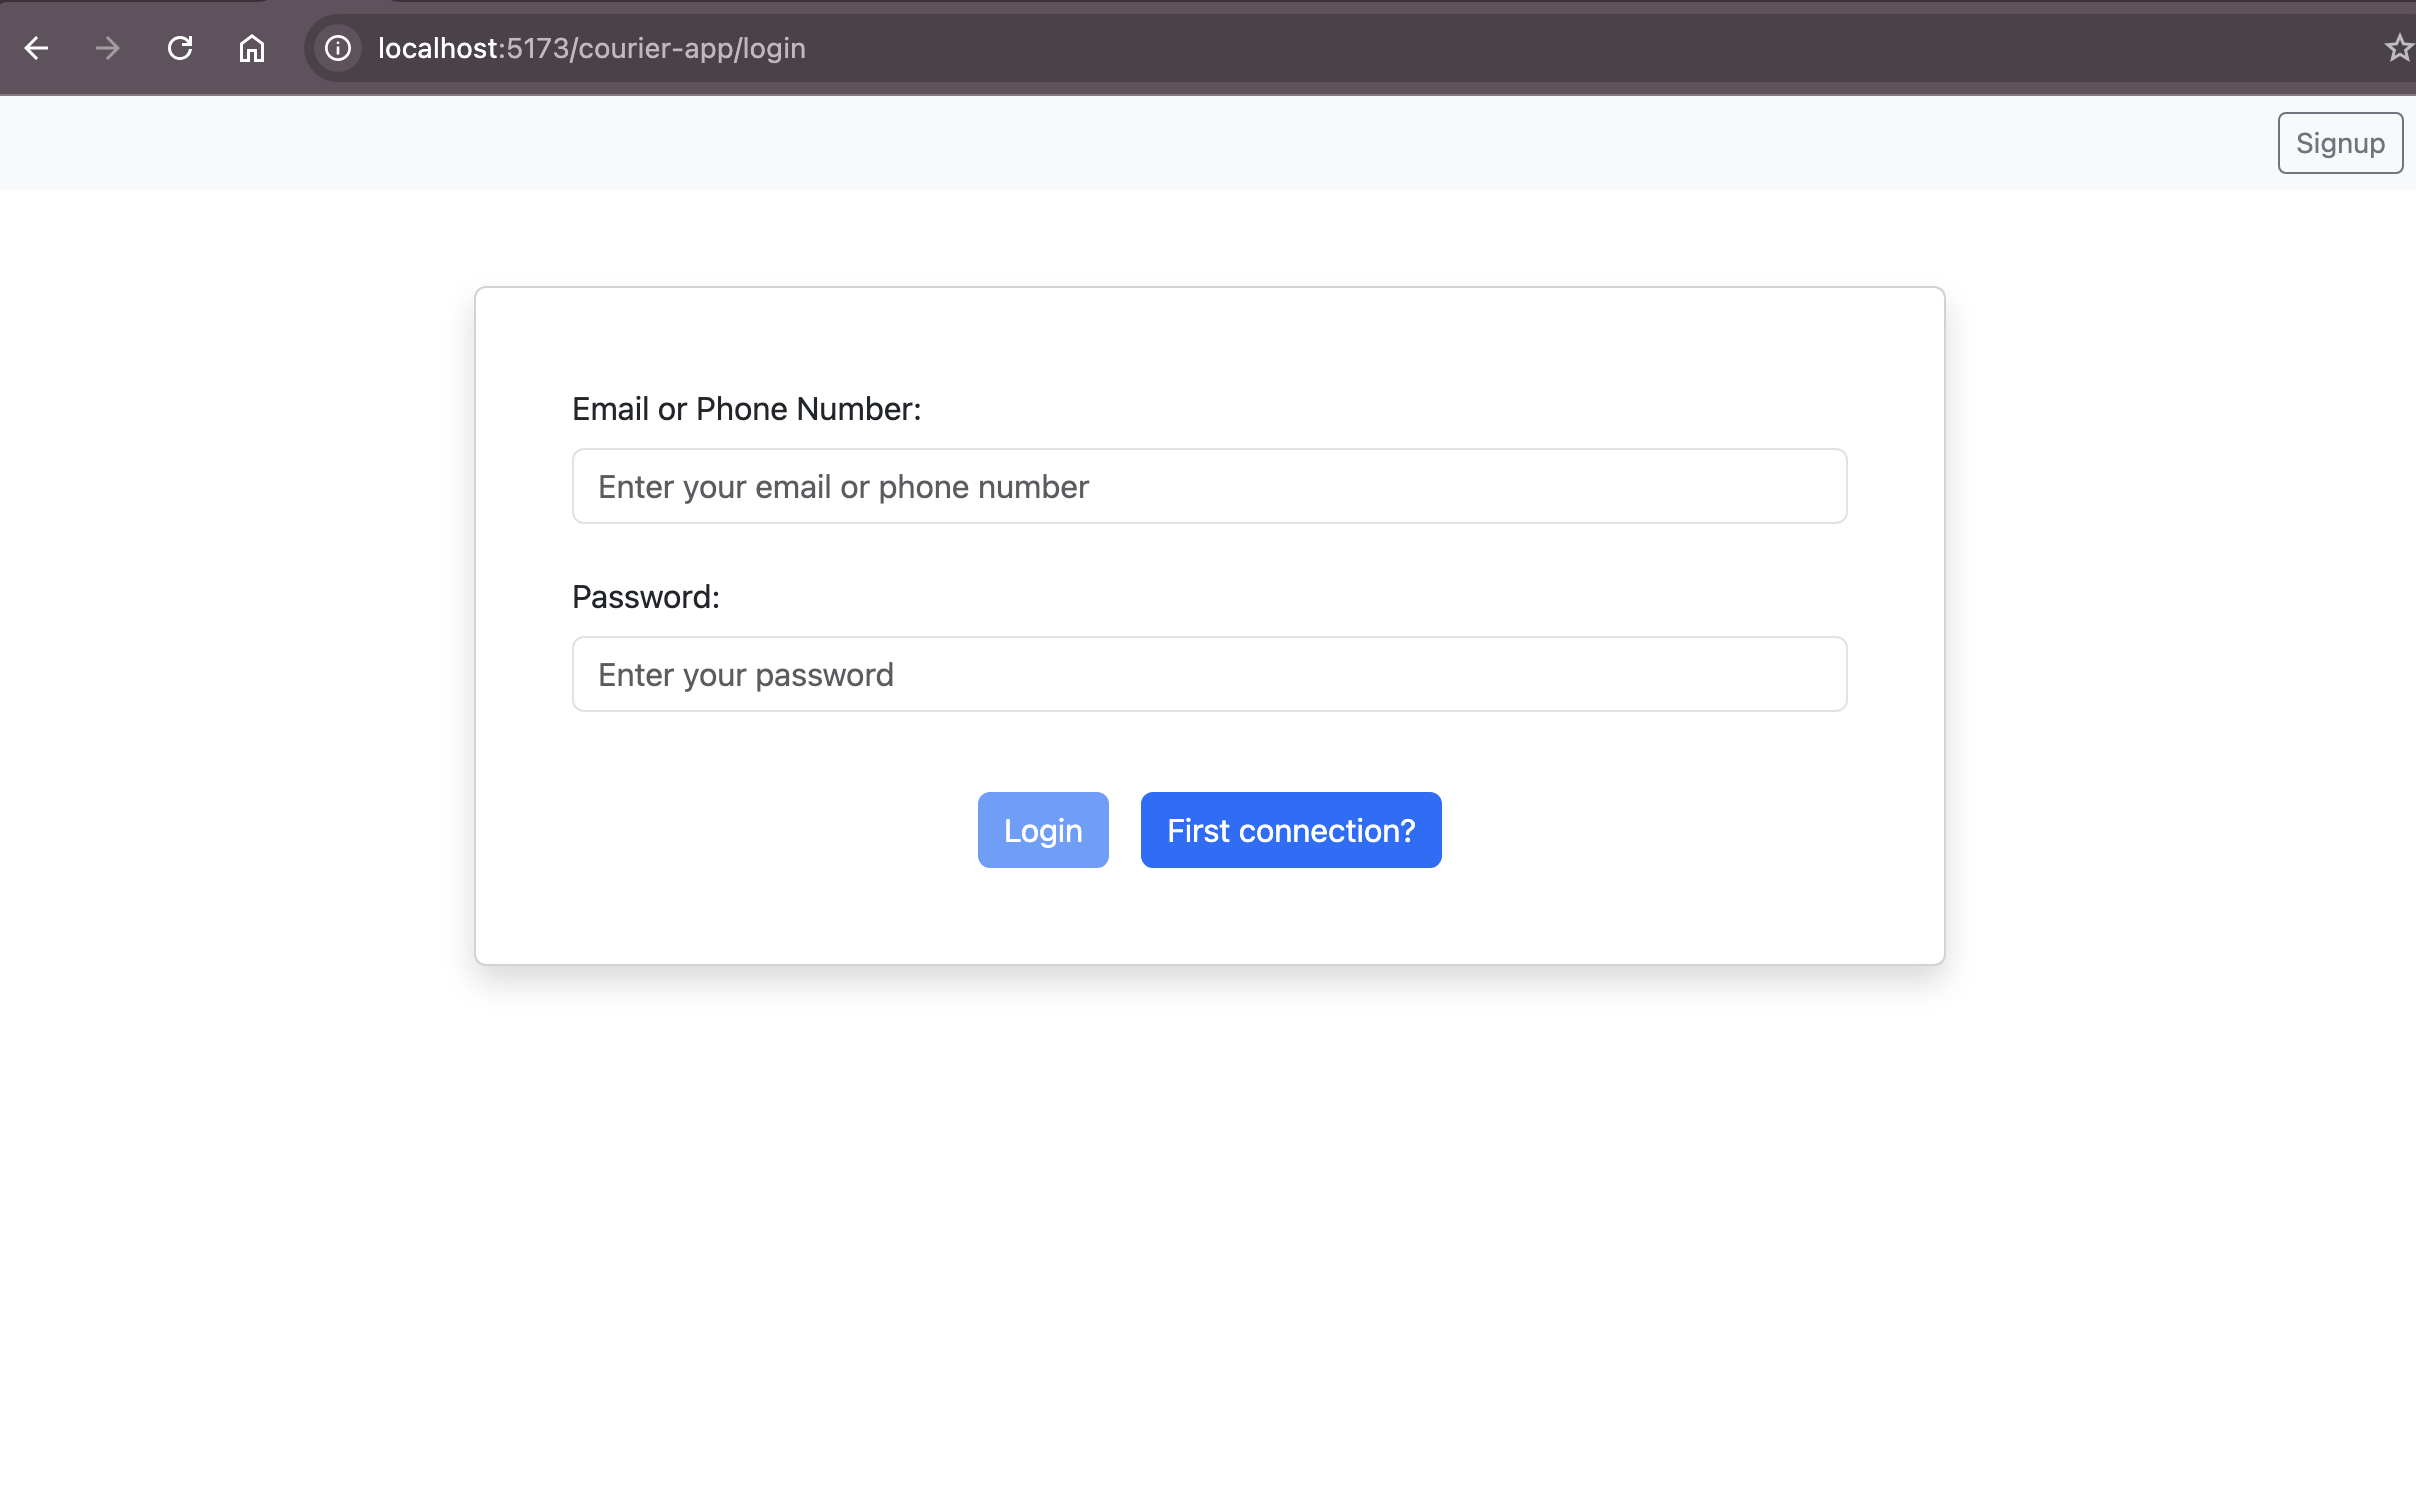 localhost:5173/courier-app/login
Signup
Email or Phone Number:
Enter your email or phone number
Password:
Enter your password
Login First connection?